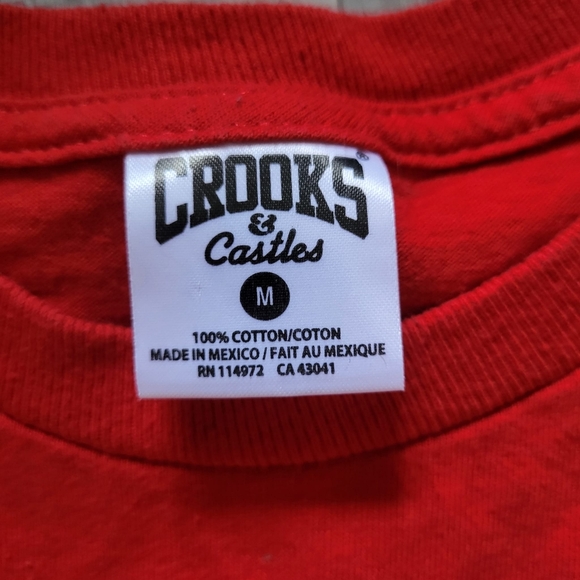 CROOKS®
&
Castles
M
100% COTTON/COTON
MADE IN MEXICO / FAIT AU MEXIQUE
RN 114972 CA 43041